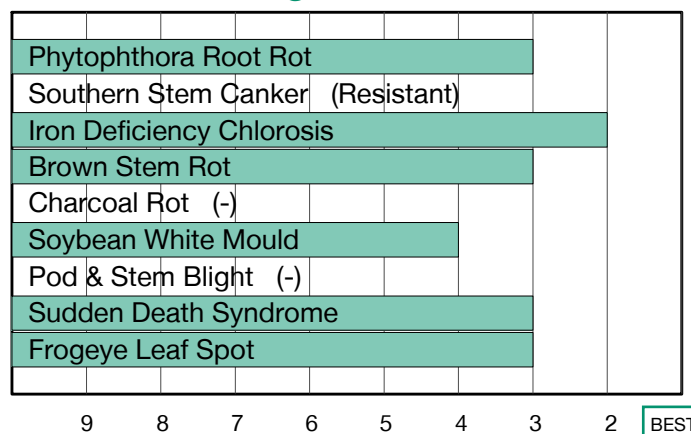 Phytophthora Root Rot
Southern Stem Canker (Resistant)
Iron Deficiency Chlorosis
Brown Stem Rot
Charcoal Rot (-)
Soybean White Mould
Pod & Stem Blight (-)
Sudden Death Syndrome
Frogeye Leaf Spot
9 8 7 6 5 4 3 2 BEST